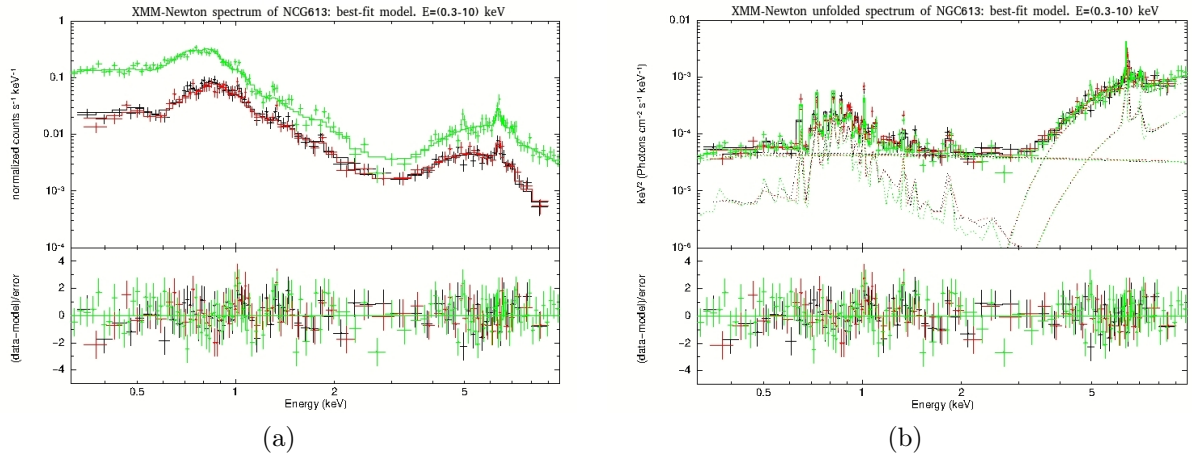 XMM-Newton spectrum of NCG613: best-fit model. E=(0.3-10) keV
1
0.1
0.01
10⁻³
10⁻⁴
normalized counts s⁻¹ keV⁻¹
4
2
0
−2
−4
(data-model)/error
0.5 1 2 5
Energy (keV)
(a)
XMM-Newton unfolded spectrum of NGC613: best-fit model. E=(0.3-10) keV
0.01
10⁻³
10⁻⁴
10⁻⁵
10⁻⁶
keV² (Photons cm⁻² s⁻¹ keV⁻¹)
4
2
0
−2
−4
(data-model)/error
0.5 1 2 5
Energy (keV)
(b)